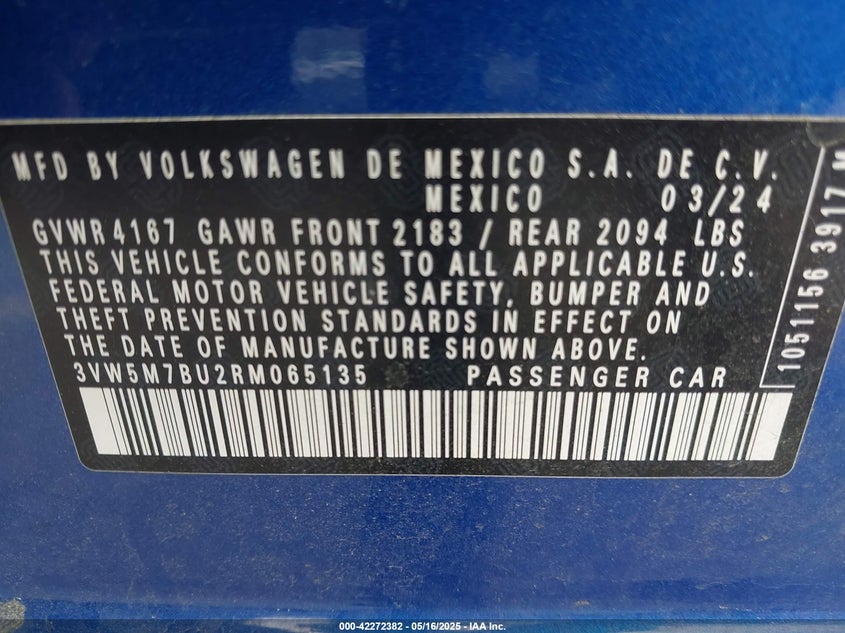 MFD BY VOLKSWAGEN DE MEXICO S.A. DE C.V.
MEXICO 03/24
GVWR 4167 GAWR FRONT 2183 / REAR 2094 LBS
THIS VEHICLE CONFORMS TO ALL APPLICABLE U.S.
FEDERAL MOTOR VEHICLE SAFETY, BUMPER AND
THEFT PREVENTION STANDARDS IN EFFECT ON
THE DATE OF MANUFACTURE SHOWN ABOVE.
3VW5M7BU2RM065135 PASSENGER CAR
1051156 3917 M
000-42272382 - 05/16/2025 - IAA Inc.